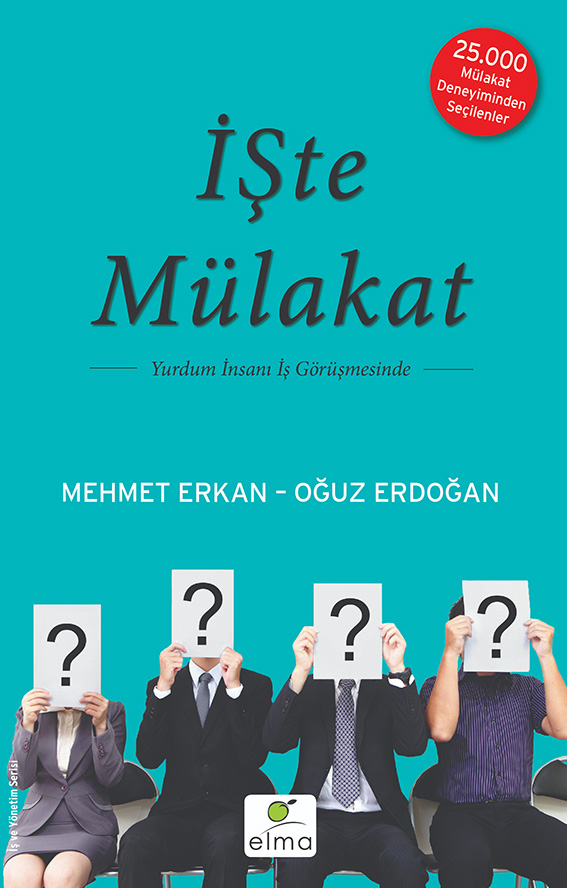 25.000
Mülakat
Deneyiminden
Seçilenler
İŞte
Mülakat
Yurdum İnsanı İş Görüşmesinde
MEHMET ERKAN – OĞUZ ERDOĞAN
?
?
?
?
İş ve Yönetim Serisi
elma